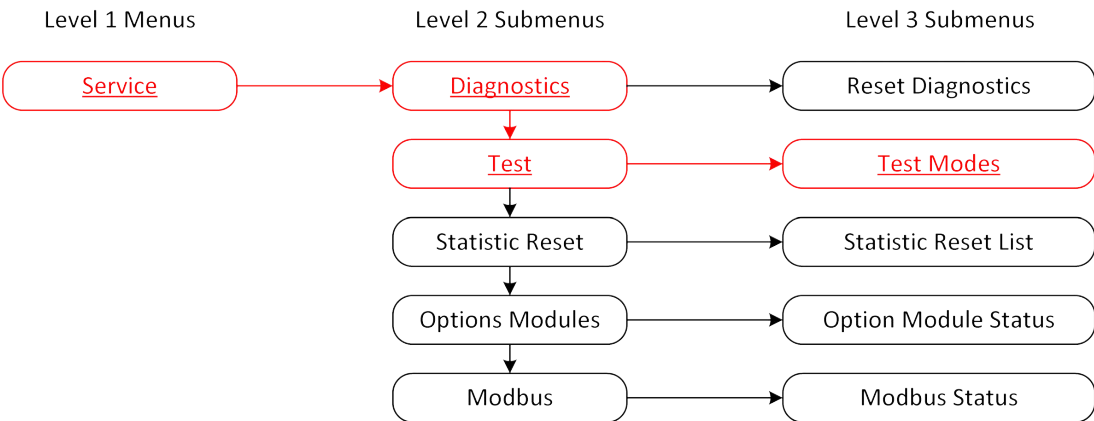 Level 1 Menus
Level 2 Submenus
Level 3 Submenus
Service
Diagnostics
Reset Diagnostics
Test
Test Modes
Statistic Reset
Statistic Reset List
Options Modules
Option Module Status
Modbus
Modbus Status